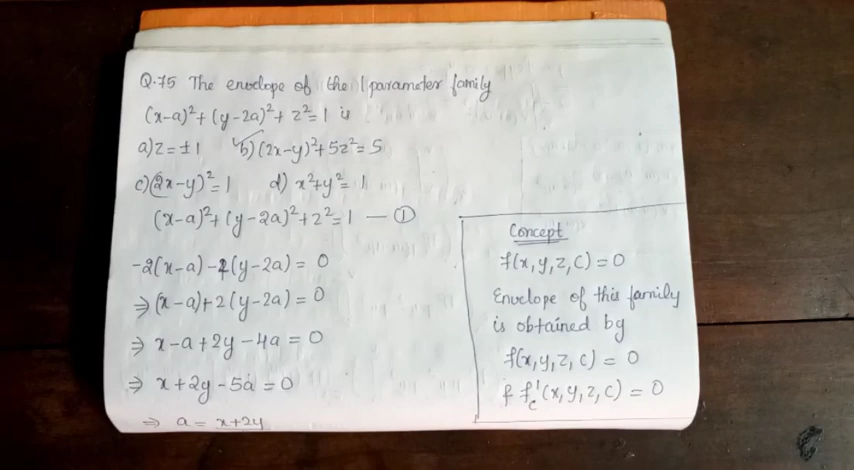 Q.75 The envelope of the 1 parameter family
(x-a)²+(y-2a)²+z²=1 is
a) z = ±1 b) (2x-y)²+5z²=5
c) (2x-y)²=1 d) x²+y²=1
(x-a)²+(y-2a)²+z²=1 — ①
-2(x-a)-4(y-2a)=0
⇒(x-a)+2(y-2a)=0
⇒ x-a+2y-4a=0
⇒ x+2y-5a=0
⇒ a = x+2y
Concept
f(x,y,z,c)=0
Envelope of this family
is obtained by
f(x,y,z,c) = 0
& f'c(x,y,z,c) = 0